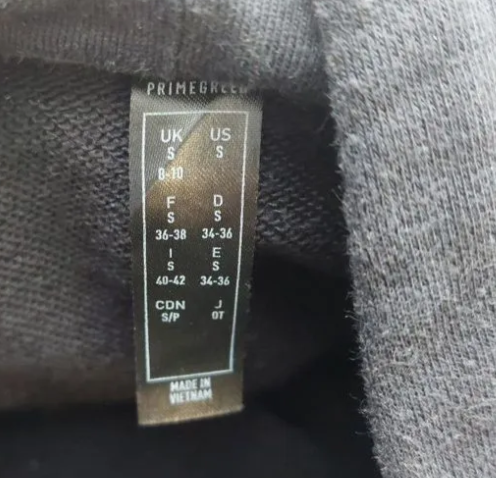 PRIMEGREEN
UK US
S S
8-10
F D
S S
36-38 34-36
I E
S S
40-42 34-36
CDN J
S/P OT
MADE IN
VIETNAM